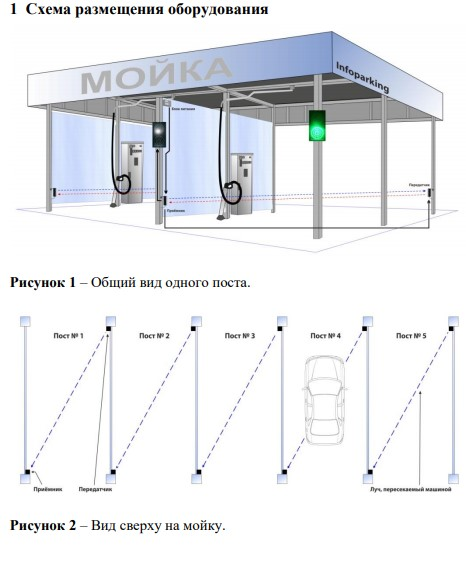 1 Схема размещения оборудования
МОЙКА
Infoparking
Блок питания
Передатчик
Приёмник
Рисунок 1 – Общий вид одного поста.
Пост № 1 Пост № 2 Пост № 3 Пост № 4 Пост № 5
Приёмник Передатчик Луч, пересекаемый машиной
Рисунок 2 – Вид сверху на мойку.